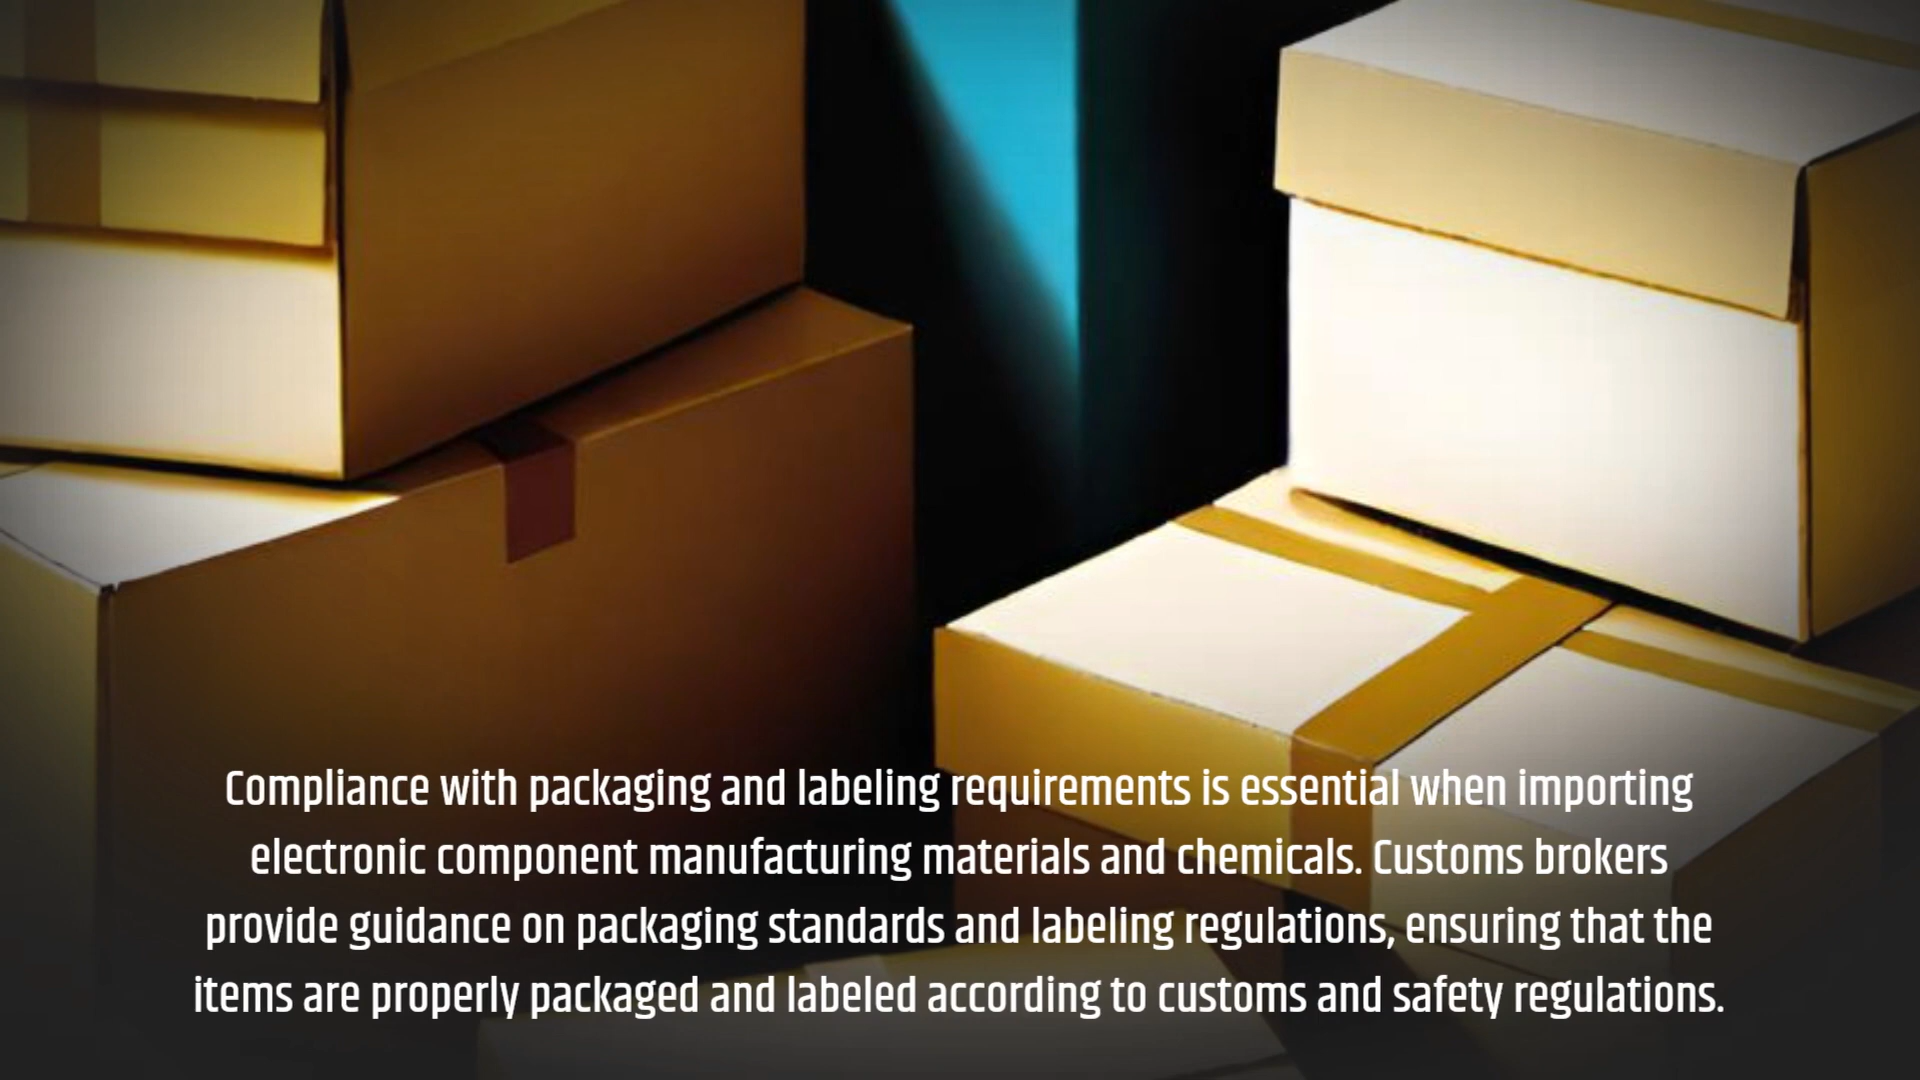 Compliance with packaging and labeling requirements is essential when importing
electronic component manufacturing materials and chemicals. Customs brokers
provide guidance on packaging standards and labeling regulations, ensuring that the
items are properly packaged and labeled according to customs and safety regulations.